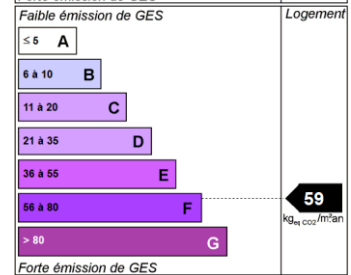 Faible émission de GES
Logement
≤ 5 A
6 à 10 B
11 à 20 C
21 à 35 D
36 à 55 E
56 à 80 F
59
kgeq CO2/m².an
> 80 G
Forte émission de GES